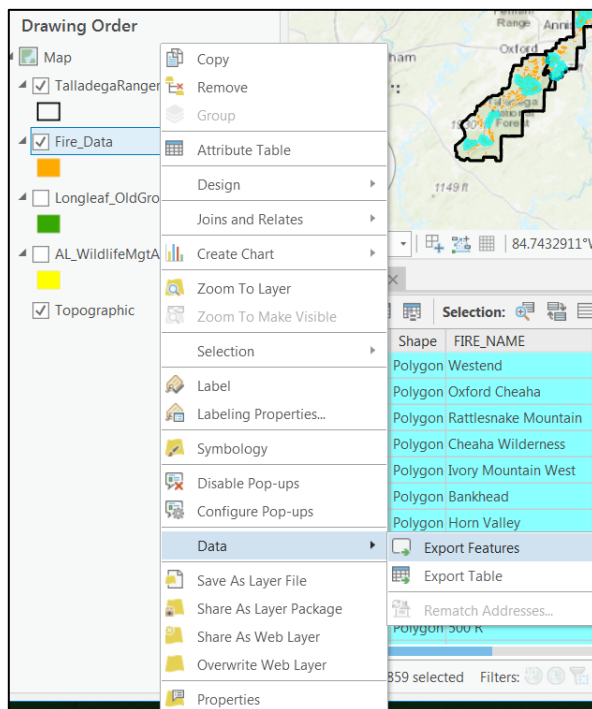 Drawing Order
Map
TalladegaRanger
Fire_Data
Longleaf_OldGro
AL_WildlifeMgtA
Topographic
Copy
Remove
Group
Attribute Table
Design
Joins and Relates
Create Chart
Zoom To Layer
Zoom To Make Visible
Selection
Label
Labeling Properties...
Symbology
Disable Pop-ups
Configure Pop-ups
Data
Save As Layer File
Share As Layer Package
Share As Web Layer
Overwrite Web Layer
Properties
Export Features
Export Table
Rematch Addresses...
Range
Oxford
National
Forest
1149 ft
84.7432911°W
Selection:
Shape FIRE_NAME
Polygon Westend
Polygon Oxford Cheaha
Polygon Rattlesnake Mountain
Polygon Cheaha Wilderness
Polygon Ivory Mountain West
Polygon Bankhead
Polygon Horn Valley
Polygon 500 R
859 selected Filters: